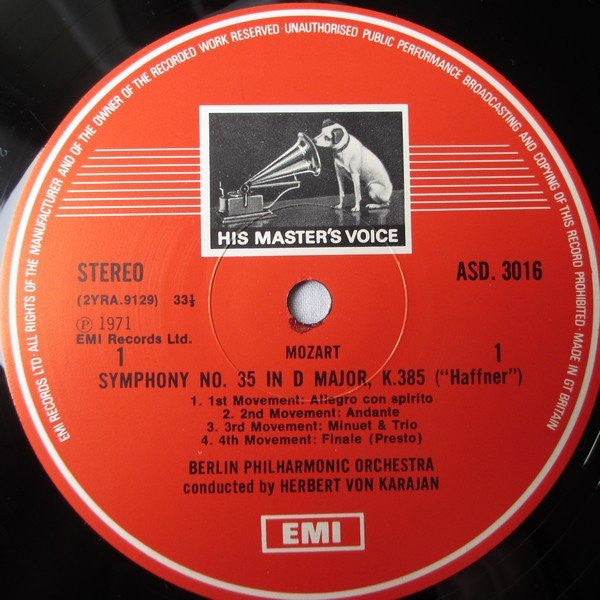 EMI RECORDS LTD · ALL RIGHTS OF THE MANUFACTURER AND OF THE OWNER OF THE RECORDED WORK RESERVED · UNAUTHORISED PUBLIC PERFORMANCE BROADCASTING AND COPYING OF THIS RECORD PROHIBITED · MADE IN GT BRITAIN
HIS MASTER'S VOICE
STEREO
ASD. 3016
(2YRA.9129) 33⅓
Ⓟ 1971
EMI Records Ltd.
1
1
MOZART
SYMPHONY NO. 35 IN D MAJOR, K.385 ("Haffner")
1. 1st Movement: Allegro con spirito
2. 2nd Movement: Andante
3. 3rd Movement: Minuet & Trio
4. 4th Movement: Finale (Presto)
BERLIN PHILHARMONIC ORCHESTRA
conducted by HERBERT VON KARAJAN
EMI